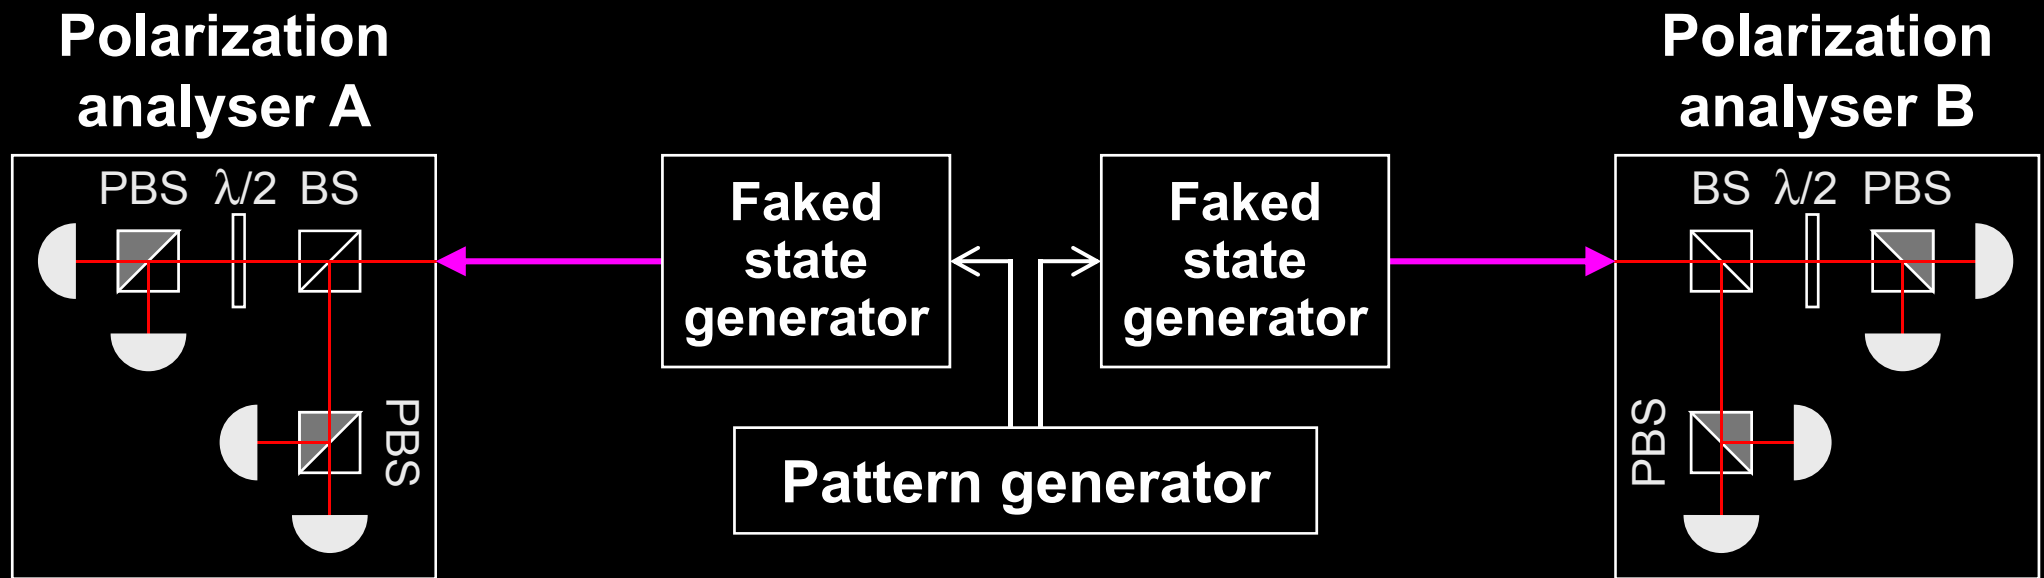 Polarization
analyser A
PBS λ/2 BS
PBS
Faked
state
generator
Faked
state
generator
Pattern generator
Polarization
analyser B
BS λ/2 PBS
PBS